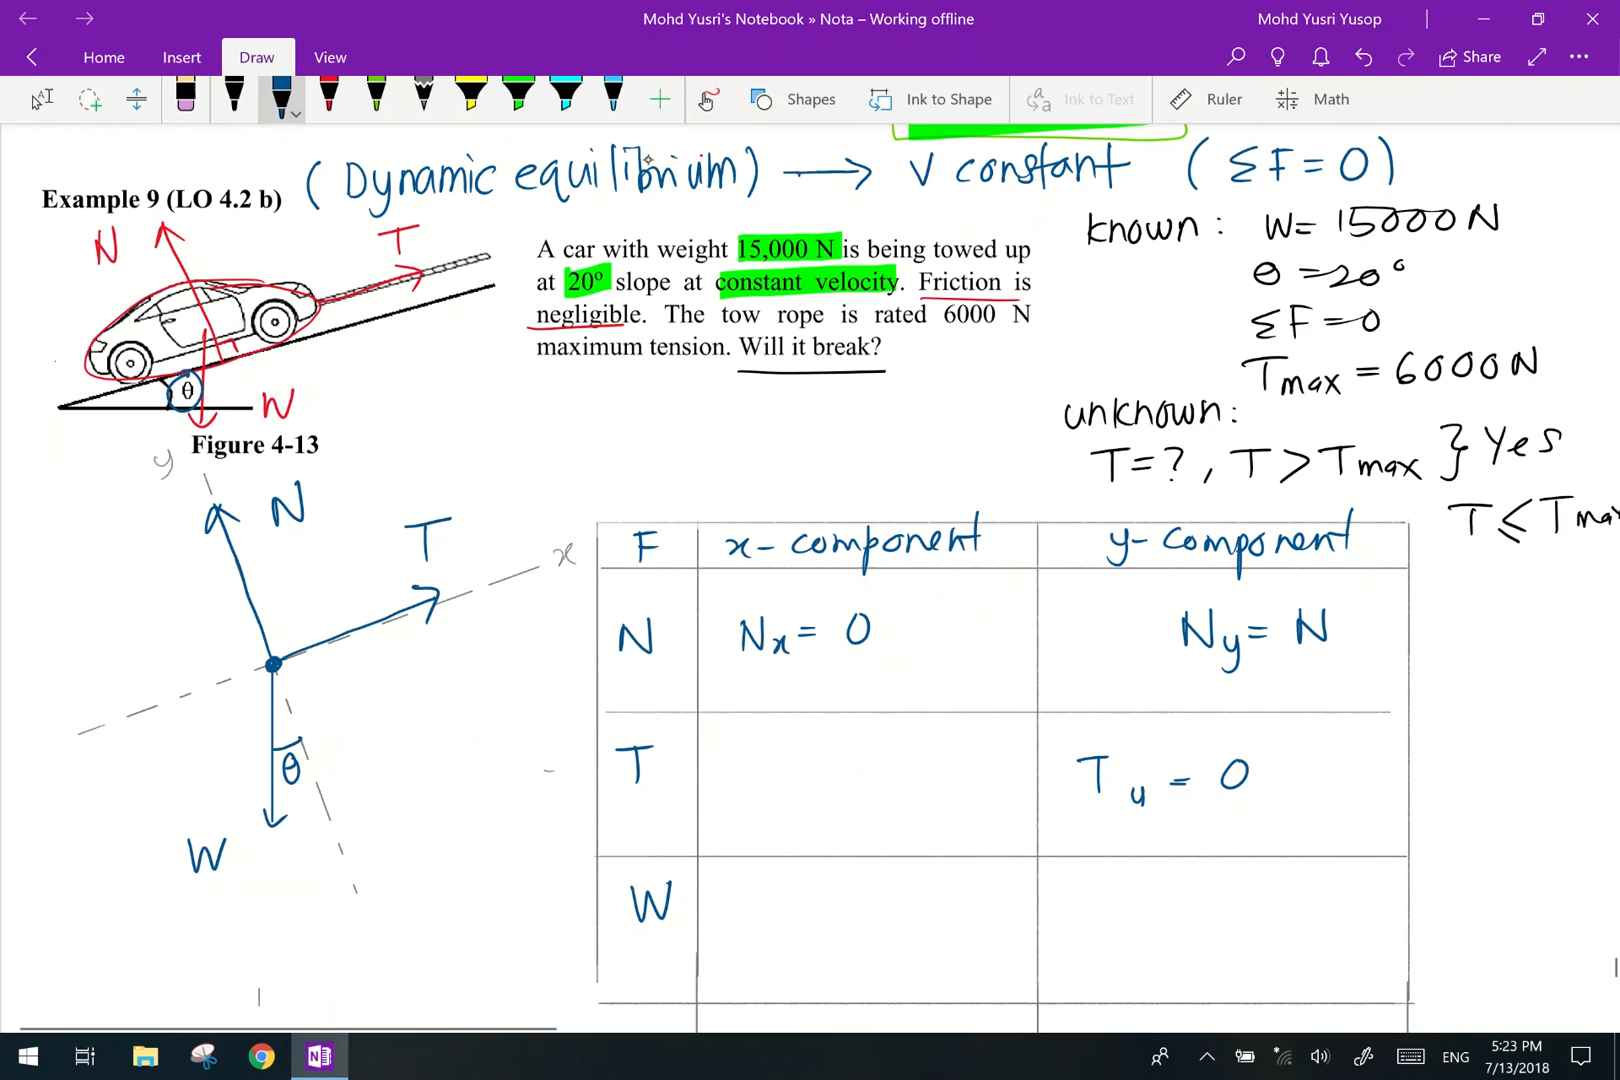 Mohd Yusri's Notebook » Nota – Working offline
Mohd Yusri Yusop
Home Insert Draw View
Share
Shapes Ink to Shape Ink to Text Ruler Math
(Dynamic equilibrium) → V constant (ΣF = 0)
Example 9 (LO 4.2 b)
N
T
θ
W
Figure 4-13
A car with weight 15,000 N is being towed up
at 20° slope at constant velocity. Friction is
negligible. The tow rope is rated 6000 N
maximum tension. Will it break?
known: W = 15000 N
θ = 20°
ΣF = 0
Tmax = 6000 N
unknown:
T = ?, T > Tmax } Yes
T ≤ Tmax
y
N
T
x
θ
W
F x-component y-component
N Nx = 0 Ny = N
T Ty = 0
W
ENG
5:23 PM
7/13/2018